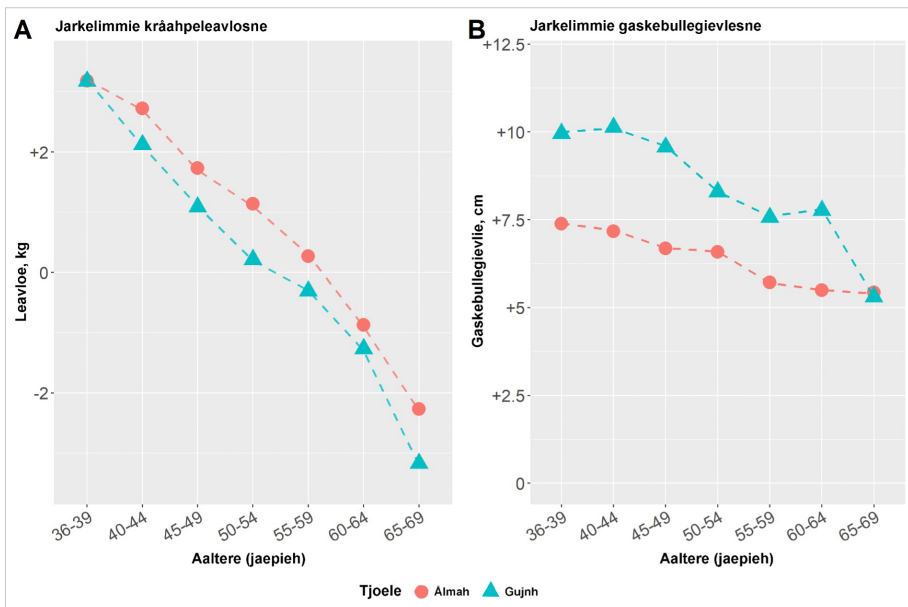 A
Jarkelimmie kråahpeleavlosne
Leavloe, kg
+2
0
-2
36-39
40-44
45-49
50-54
55-59
60-64
65-69
Aaltere (jaepieh)
B
Jarkelimmie gaskebullegievlesne
Gaskebullegievlie, cm
+12.5
+10
+7.5
+5
+2.5
0
36-39
40-44
45-49
50-54
55-59
60-64
65-69
Aaltere (jaepieh)
Tjoele Ålmah Gujnh